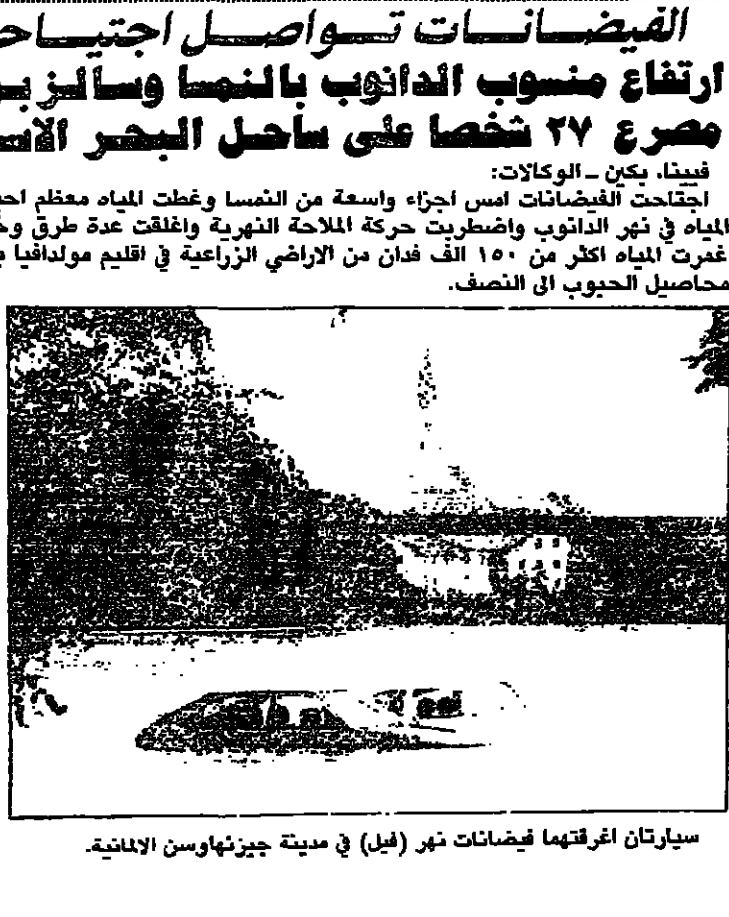 الفيضانات تواصل
ارتفاع منسوب الدانوب بالنمسا
مصرع ٢٧ شخصا على ساحل البحر
فيينا، بكين ـ الوكالات:
اجتاحت الفيضانات امس اجزاء واسعة من النمسا وغطت المياه معظم
المياه في نهر الدانوب واضطربت حركة الملاحة النهرية واغلقت عدة طرق
غمرت المياه اكثر من ١٥٠ الف فدان من الاراضي الزراعية في اقليم مولدافيا
محاصيل الحبوب الى النصف.
سيارتان اغرقتهما فيضانات نهر (فيل) في مدينة جيزنهاوسن الالمانية.